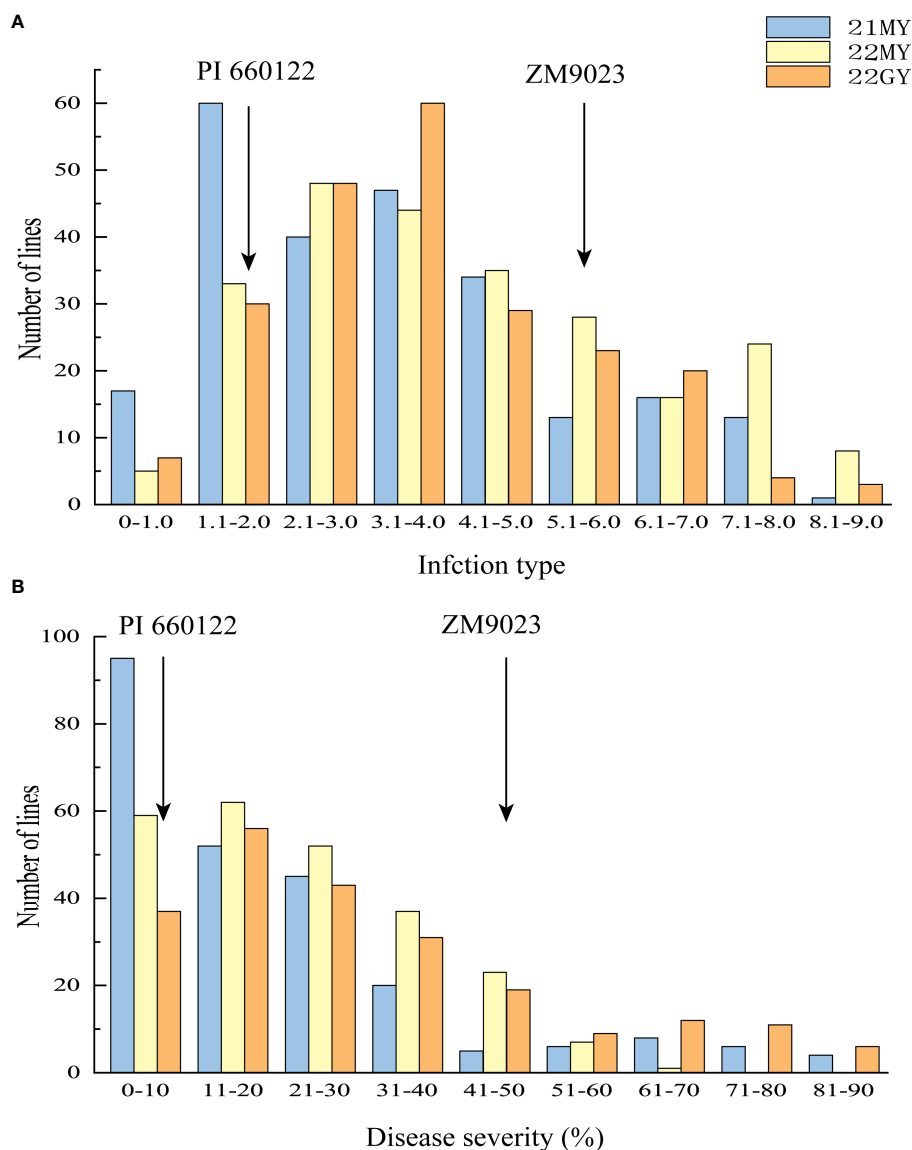 A
21MY
22MY
22GY
PI 660122
ZM9023
60
50
40
30
20
10
0
Number of lines
0-1.0 1.1-2.0 2.1-3.0 3.1-4.0 4.1-5.0 5.1-6.0 6.1-7.0 7.1-8.0 8.1-9.0
Infction type
B
PI 660122
ZM9023
100
80
60
40
20
0
Number of lines
0-10 11-20 21-30 31-40 41-50 51-60 61-70 71-80 81-90
Disease severity (%)